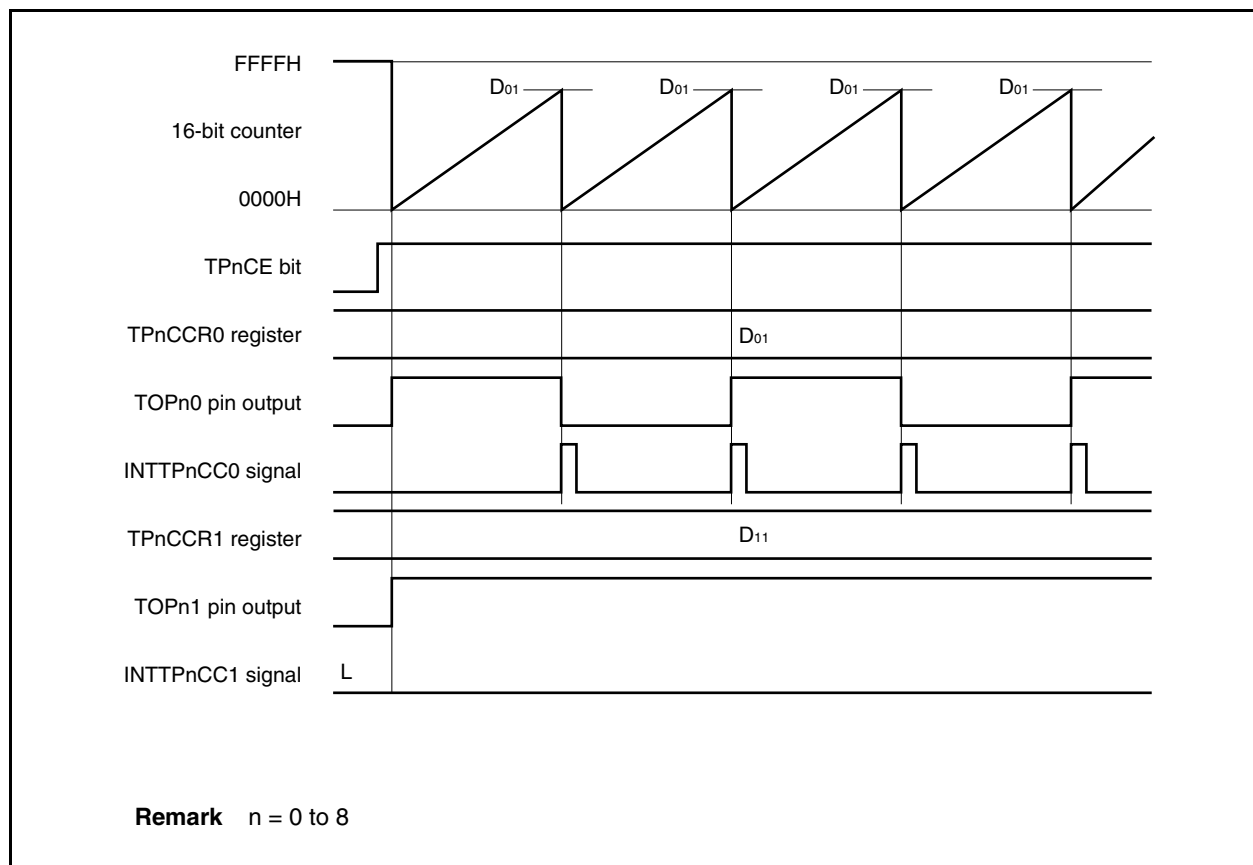 FFFFH
D01 D01 D01 D01
16-bit counter
0000H
TPnCE bit
TPnCCR0 register D01
TOPn0 pin output
INTTPnCC0 signal
TPnCCR1 register D11
TOPn1 pin output
INTTPnCC1 signal L
Remark n = 0 to 8